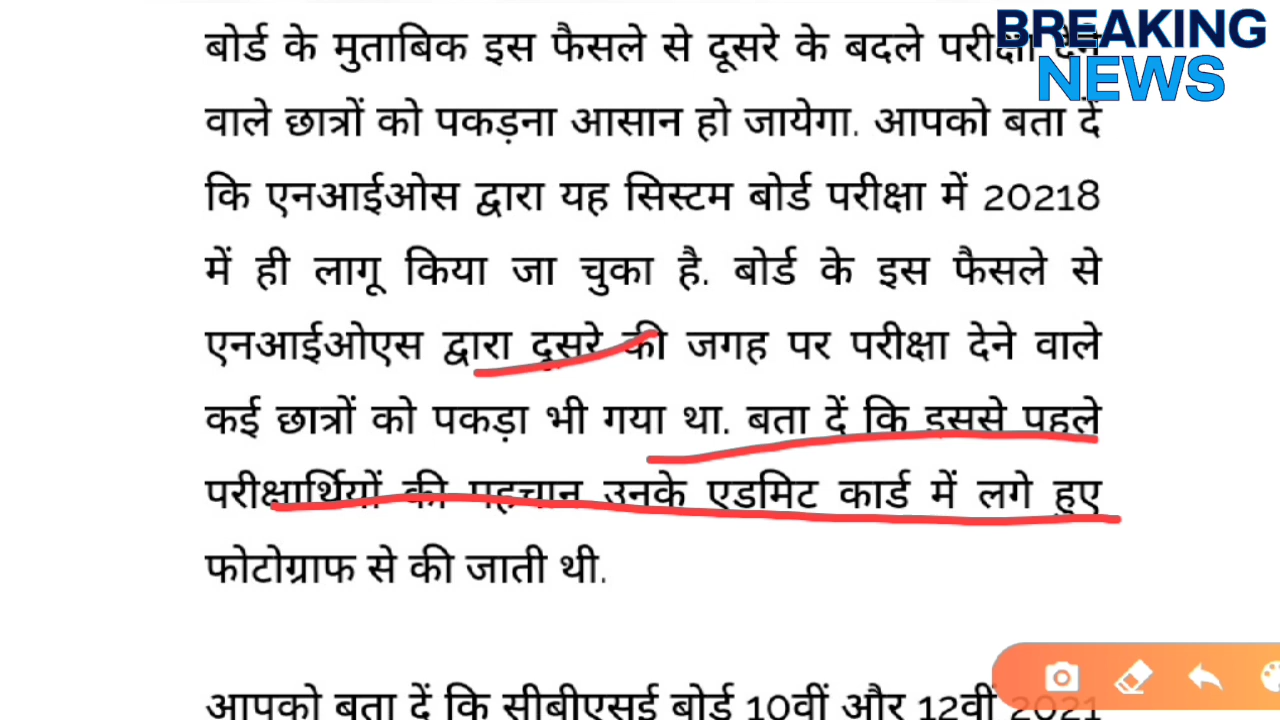 BREAKING
NEWS
बोर्ड के मुताबिक इस फैसले से दूसरे के बदले परीक्षा देने
वाले छात्रों को पकड़ना आसान हो जायेगा. आपको बता दें
कि एनआईओस द्वारा यह सिस्टम बोर्ड परीक्षा में 20218
में ही लागू किया जा चुका है. बोर्ड के इस फैसले से
एनआईओएस द्वारा दूसरे की जगह पर परीक्षा देने वाले
कई छात्रों को पकड़ा भी गया था. बता दें कि इससे पहले
परीक्षार्थियों की पहचान उनके एडमिट कार्ड में लगे हुए
फोटोग्राफ से की जाती थी.
आपको बता दें कि सीबीएसई बोर्ड 10वीं और 12वीं 2021